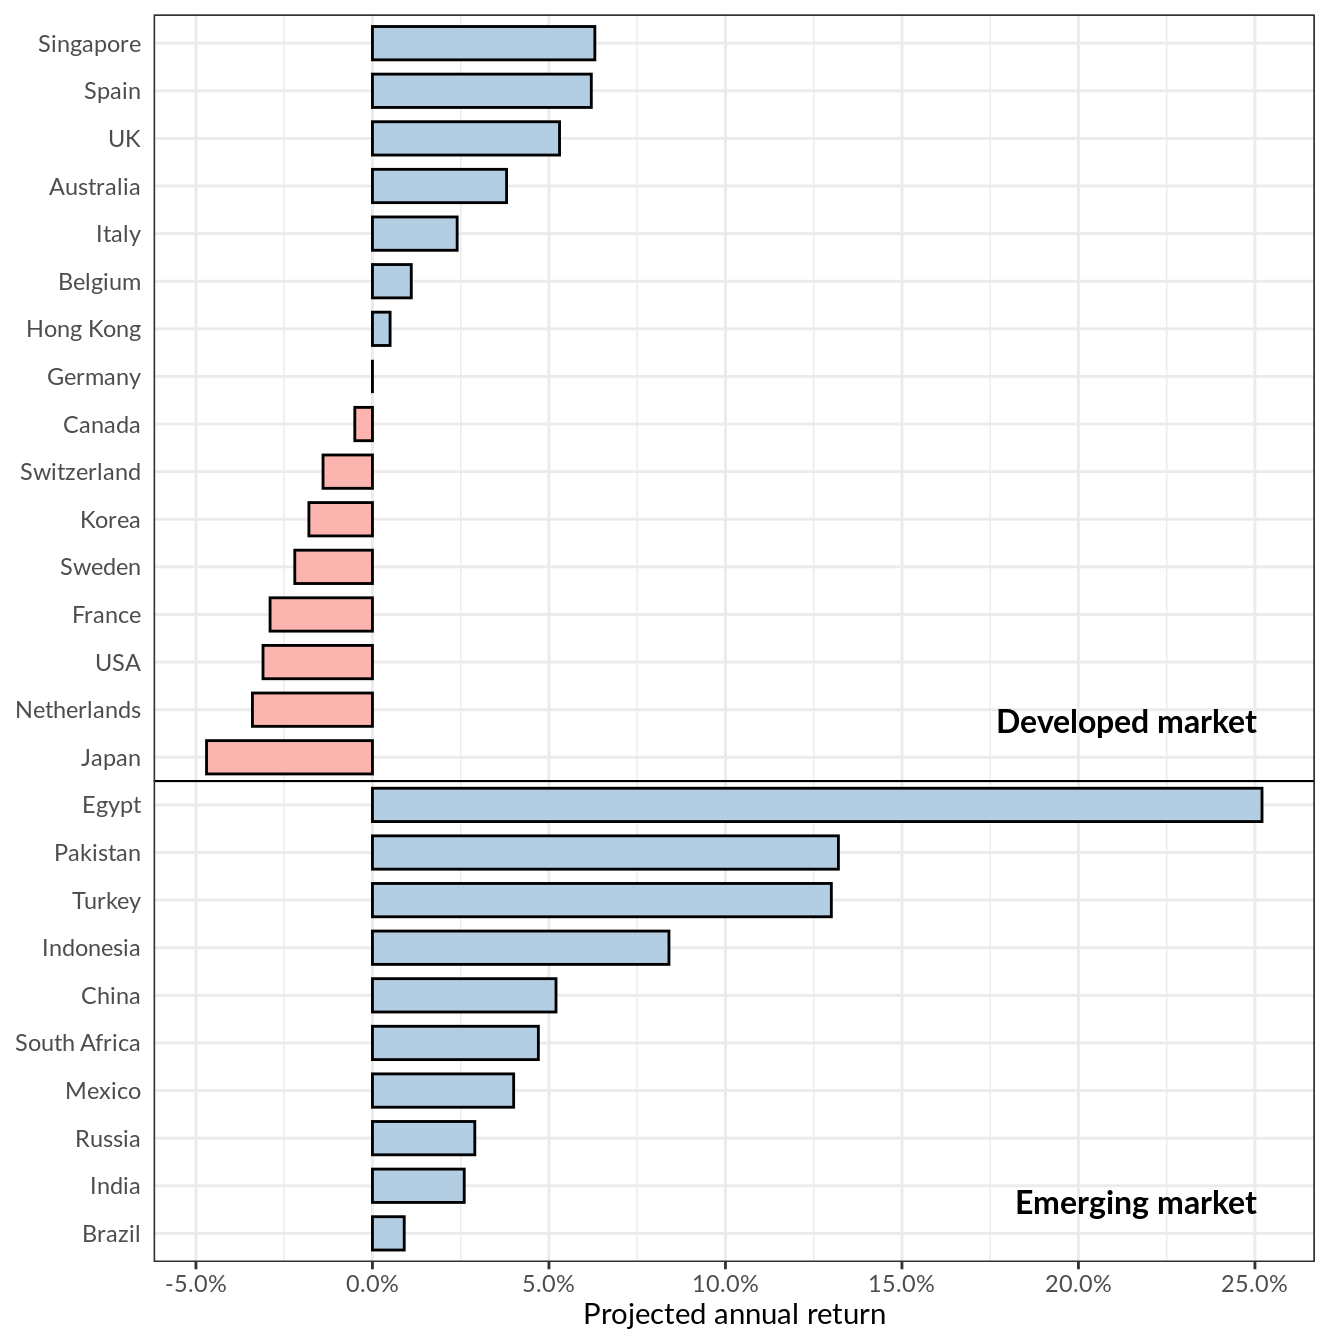 Singapore
Spain
UK
Australia
Italy
Belgium
Hong Kong
Germany
Canada
Switzerland
Korea
Sweden
France
USA
Netherlands
Developed market
Japan
Egypt
Pakistan
Turkey
Indonesia
China
South Africa
Mexico
Russia
India
Emerging market
Brazil
-5.0% 0.0% 5.0% 10.0% 15.0% 20.0% 25.0%
Projected annual return